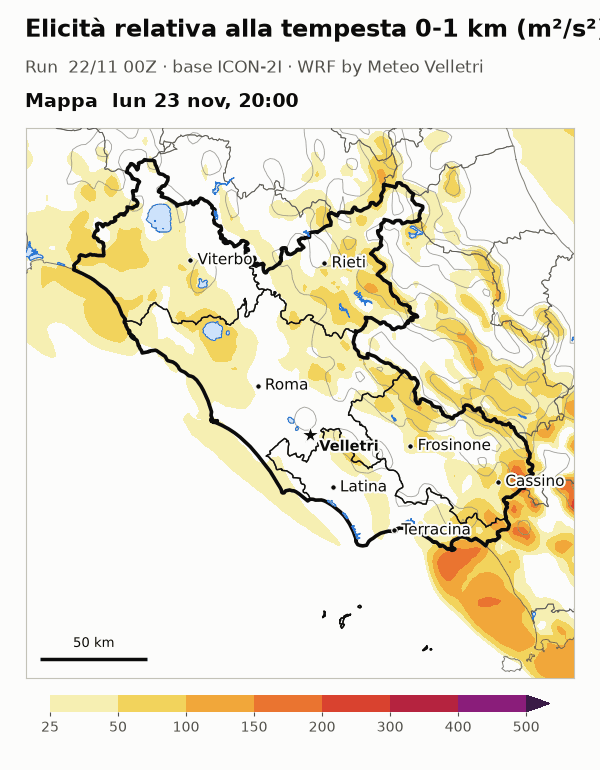 Elicità relativa alla tempesta 0-1 km (m²/s²)
Run 22/11 00Z · base ICON-2I · WRF by Meteo Velletri
Mappa lun 23 nov, 20:00
Viterbo
Rieti
Roma
Velletri
Frosinone
Cassino
Latina
Terracina
50 km
25 50 100 150 200 300 400 500